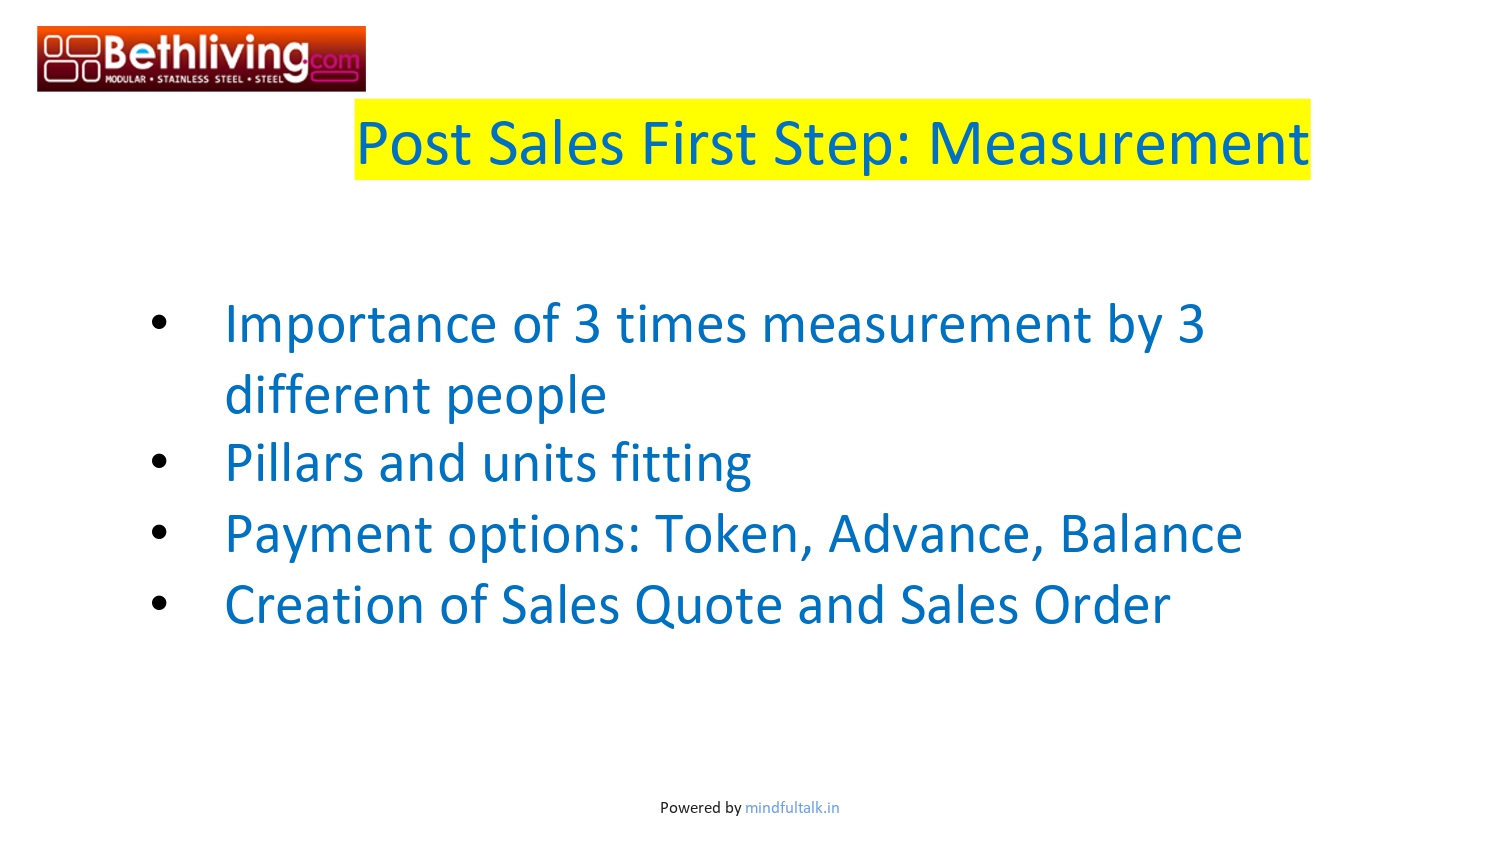 Bethliving.com
MODULAR • STAINLESS STEEL • STEEL
Post Sales First Step: Measurement
• Importance of 3 times measurement by 3
different people
• Pillars and units fitting
• Payment options: Token, Advance, Balance
• Creation of Sales Quote and Sales Order
Powered by mindfultalk.in